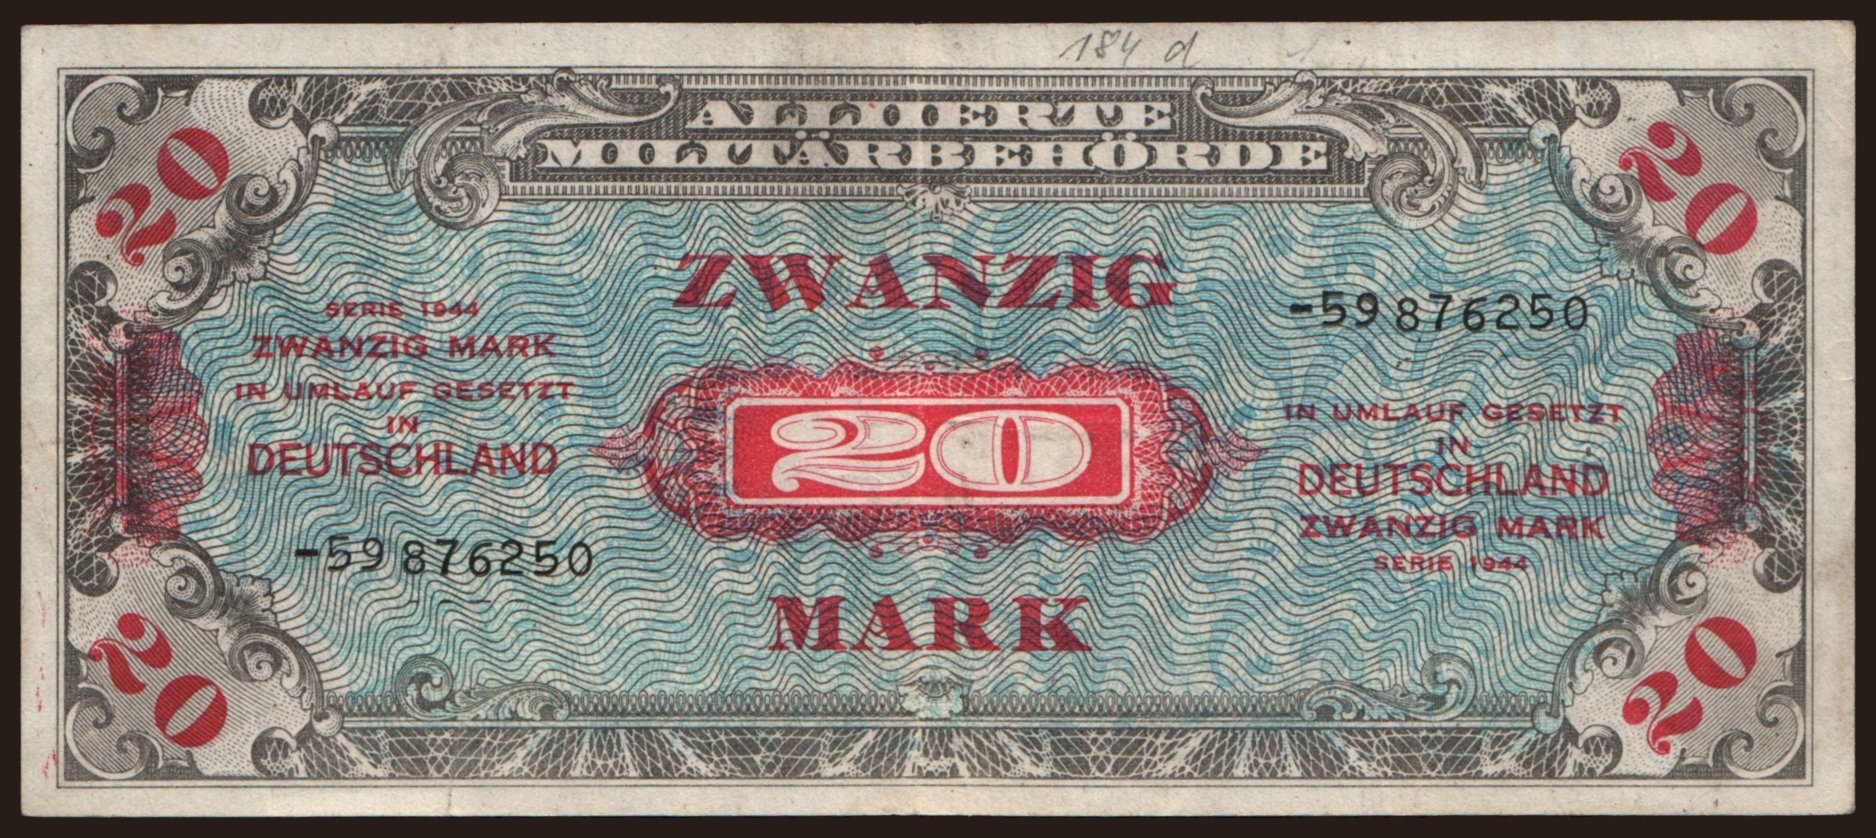 184 d
ALLIIERTE
MILITÄRBEHÖRDE
20
20
ZWANZIG
SERIE 1944
ZWANZIG MARK
IN UMLAUF GESETZT
IN
DEUTSCHLAND
-59876250
20
-59876250
IN UMLAUF GESETZT
IN
DEUTSCHLAND
ZWANZIG MARK
SERIE 1944
MARK
20
20